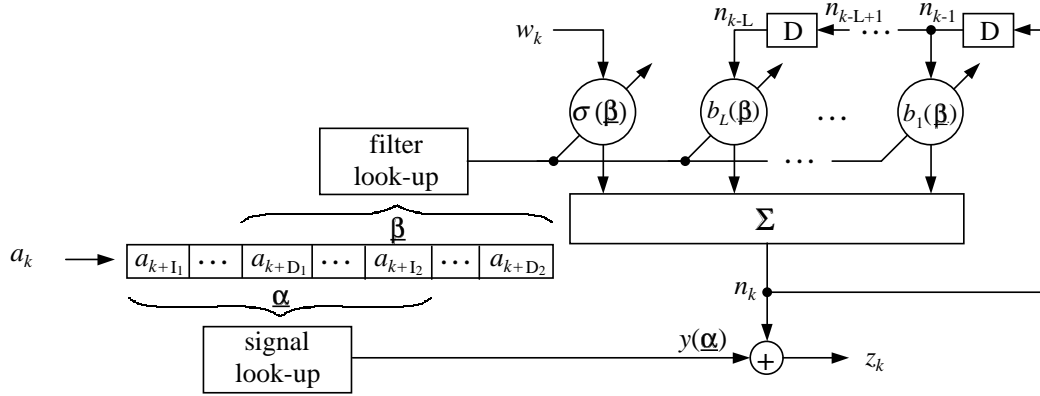 n_{k-L} n_{k-L+1} n_{k-1}
w_k D ··· D
σ(β) b_L(β) ··· b_1(β)
filter look-up
···
Σ
β
a_k a_{k+I_1} ··· a_{k+D_1} ··· a_{k+I_2} ··· a_{k+D_2}
α
n_k
signal look-up
y(α) + z_k